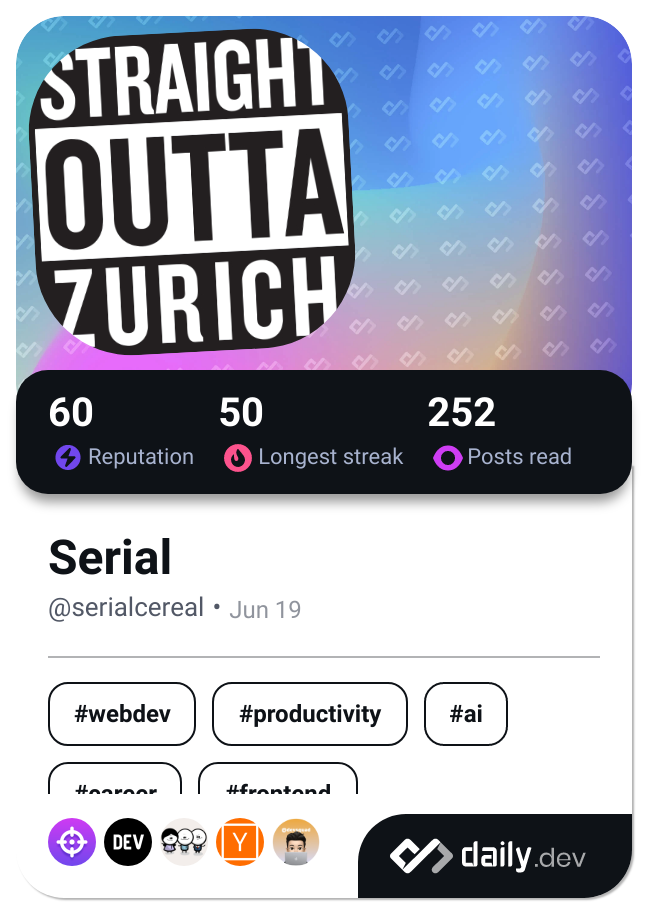 STRAIGHT
OUTTA
ZURICH
60 50 252
Reputation Longest streak Posts read
Serial
@serialcereal • Jun 19
#webdev #productivity #ai
#career #frontend
DEV Y
daily.dev